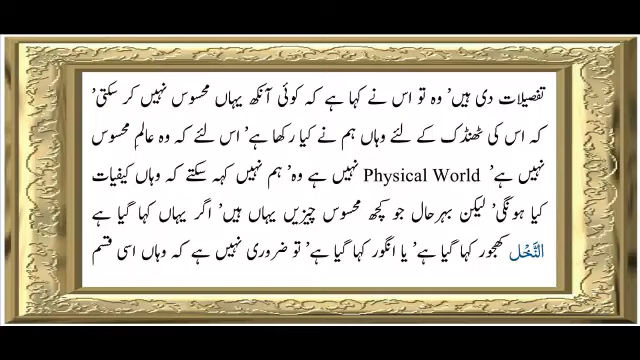 تفصیلات دی ہیں’ وہ تو اس نے کہا ہے کہ کوئی آنکھ یہاں محسوس نہیں کر سکتی’
کہ اس کی ٹھنڈک کے لئے وہاں ہم نے کیا رکھا ہے’ اس لئے کہ وہ عالمِ محسوس
نہیں ہے’ Physical World نہیں ہے وہ’ ہم نہیں کہہ سکتے کہ وہاں کیفیات
کیا ہونگی’ لیکن بہرحال جو کچھ محسوس چیزیں یہاں ہیں’ اگر یہاں کہا گیا ہے
النَّخْل کھجور کہا گیا ہے’ یا انگور کہا گیا ہے’ تو ضروری نہیں ہے کہ وہاں اسی قسم